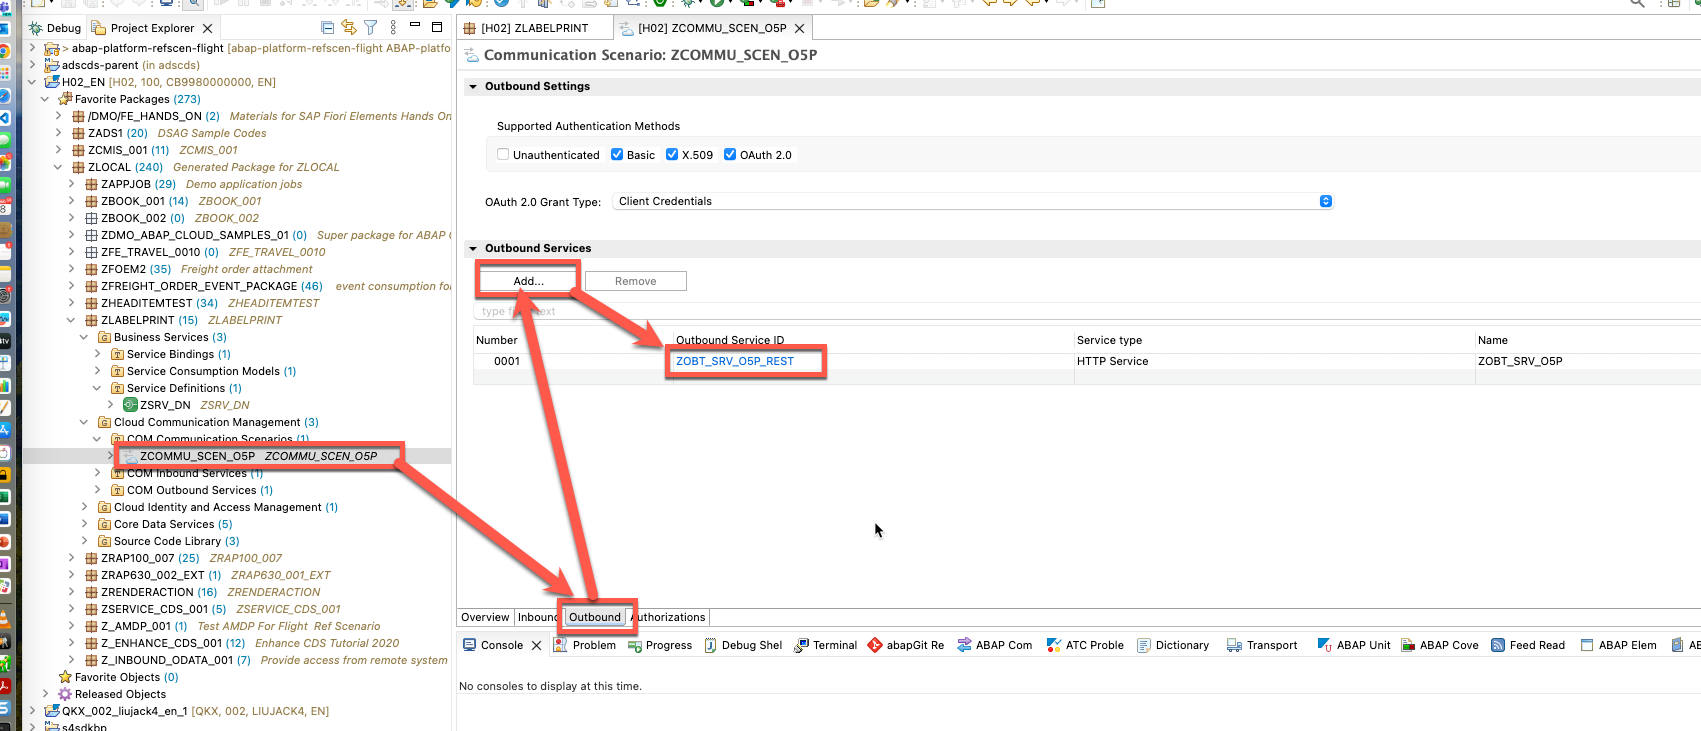 Debug
Project Explorer
[H02] ZLABELPRINT
[H02] ZCOMMU_SCEN_O5P
> abap-platform-refscen-flight [abap-platform-refscen-flight ABAP-platfo
adscds-parent (in adscds)
H02_EN [H02, 100, CB9980000000, EN]
Favorite Packages (273)
/DMO/FE_HANDS_ON (2) Materials for SAP Fiori Elements Hands On
ZADS1 (20) DSAG Sample Codes
ZCMIS_001 (11) ZCMIS_001
ZLOCAL (240) Generated Package for ZLOCAL
ZAPPJOB (29) Demo application jobs
ZBOOK_001 (14) ZBOOK_001
ZBOOK_002 (0) ZBOOK_002
ZDMO_ABAP_CLOUD_SAMPLES_01 (0) Super package for ABAP C
ZFE_TRAVEL_0010 (0) ZFE_TRAVEL_0010
ZFOEM2 (35) Freight order attachment
ZFREIGHT_ORDER_EVENT_PACKAGE (46) event consumption fo
ZHEADITEMTEST (34) ZHEADITEMTEST
ZLABELPRINT (15) ZLABELPRINT
Business Services (3)
Service Bindings (1)
Service Consumption Models (1)
Service Definitions (1)
ZSRV_DN ZSRV_DN
Cloud Communication Management (3)
COM Communication Scenarios (1)
ZCOMMU_SCEN_O5P ZCOMMU_SCEN_O5P
COM Inbound Services (1)
COM Outbound Services (1)
Cloud Identity and Access Management (1)
Core Data Services (5)
Source Code Library (3)
ZRAP100_007 (25) ZRAP100_007
ZRAP630_002_EXT (1) ZRAP630_001_EXT
ZRENDERACTION (16) ZRENDERACTION
ZSERVICE_CDS_001 (5) ZSERVICE_CDS_001
Z_AMDP_001 (1) Test AMDP For Flight Ref Scenario
Z_ENHANCE_CDS_001 (12) Enhance CDS Tutorial 2020
Z_INBOUND_ODATA_001 (7) Provide access from remote system
Favorite Objects (0)
Released Objects
QKX_002_liujack4_en_1 [QKX, 002, LIUJACK4, EN]
s4sdkbp
Communication Scenario: ZCOMMU_SCEN_O5P
Outbound Settings
Supported Authentication Methods
Unauthenticated Basic X.509 OAuth 2.0
OAuth 2.0 Grant Type: Client Credentials
Outbound Services
Add... Remove
type text
Number Outbound Service ID Service type Name
0001 ZOBT_SRV_O5P_REST HTTP Service ZOBT_SRV_O5P
Overview Inbound Outbound Authorizations
Console Problem Progress Debug Shel Terminal abapGit Re ABAP Com ATC Proble Dictionary Transport ABAP Unit ABAP Cove Feed Read ABAP Elem AB
No consoles to display at this time.